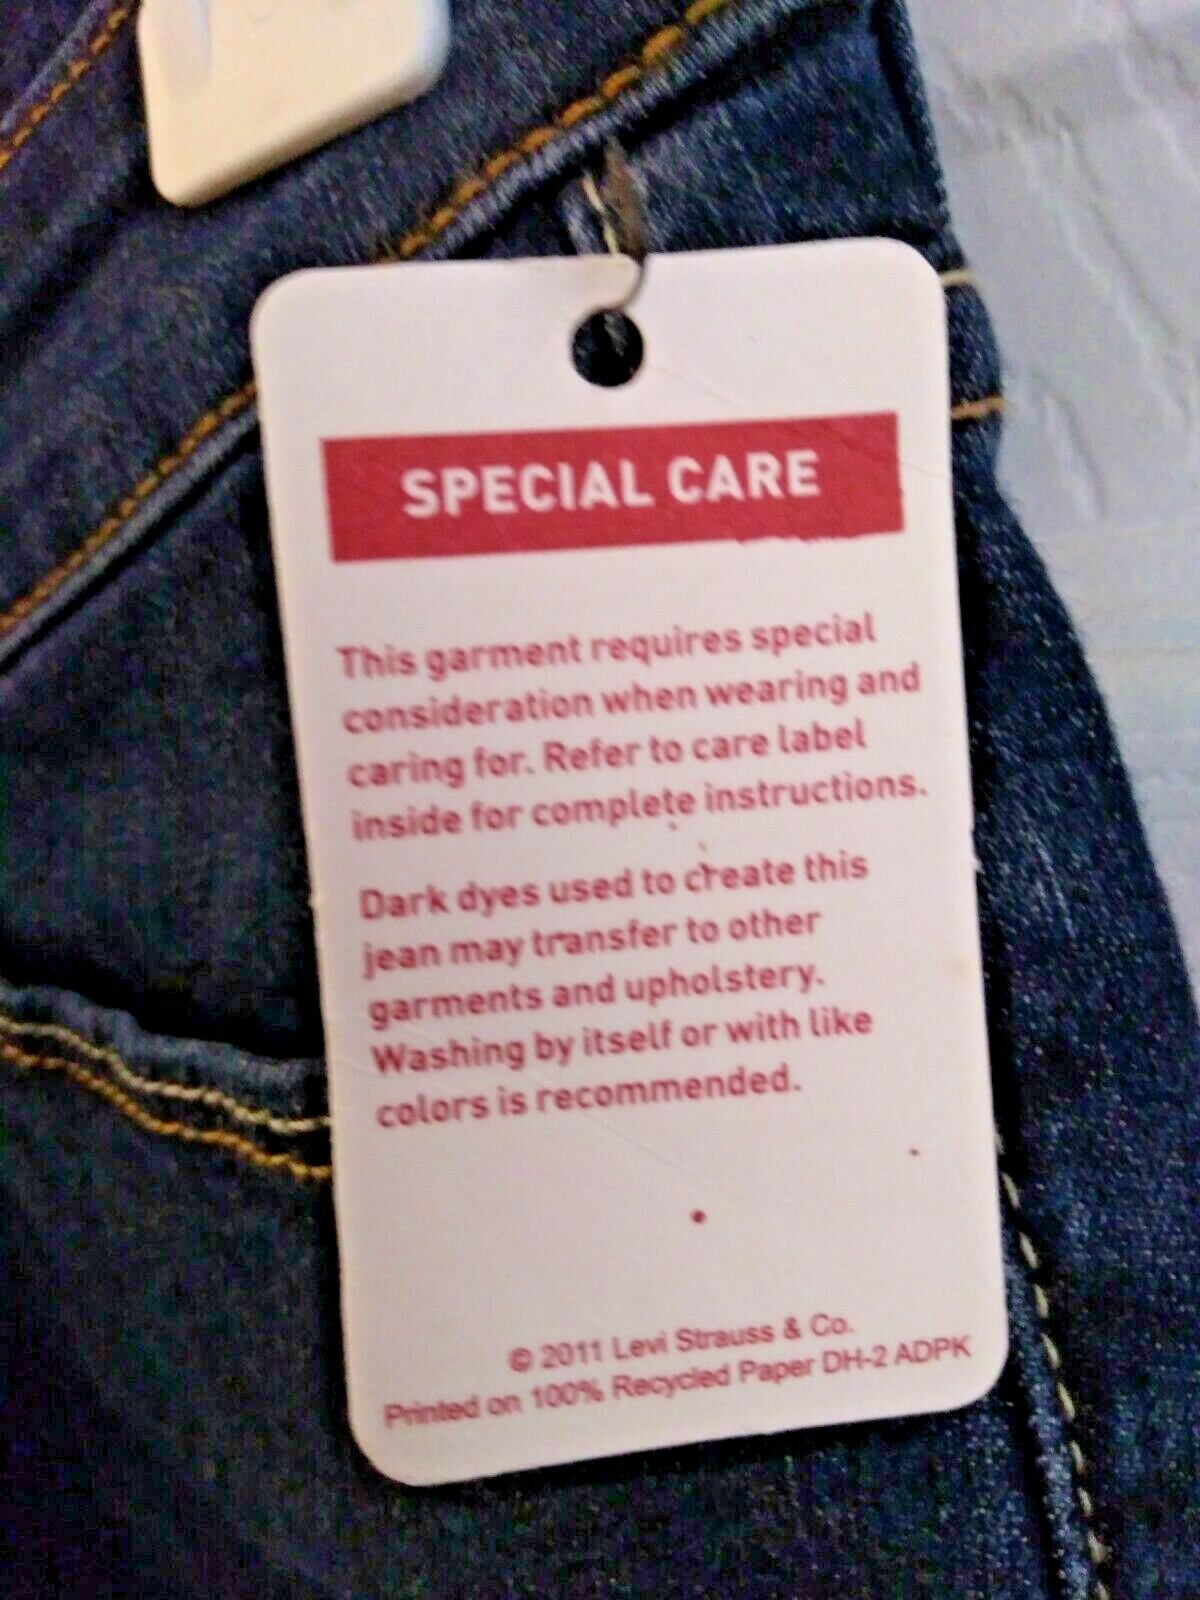 SPECIAL CARE
This garment requires special
consideration when wearing and
caring for. Refer to care label
inside for complete instructions.
Dark dyes used to create this
jean may transfer to other
garments and upholstery.
Washing by itself or with like
colors is recommended.
© 2011 Levi Strauss & Co.
Printed on 100% Recycled Paper DH-2 ADPK